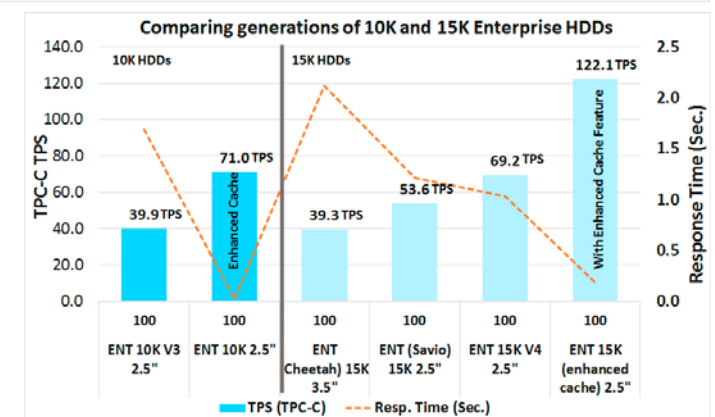 Comparing generations of 10K and 15K Enterprise HDDs
140.0
120.0
100.0
80.0
60.0
40.0
20.0
0.0
TPC-C TPS
10K HDDs
15K HDDs
39.9 TPS
71.0 TPS
39.3 TPS
53.6 TPS
69.2 TPS
122.1 TPS
Enhanced Cache
With Enhanced Cache Feature
2.5
2.0
1.5
1.0
0.5
0.0
Response Time (Sec.)
100 100 100 100 100 100
ENT 10K V3
2.5"
ENT 10K 2.5"
ENT
Cheetah) 15K
3.5"
ENT (Savio)
15K 2.5"
ENT 15K V4
2.5"
ENT 15K
(enhanced
cache) 2.5"
TPS (TPC-C) Resp. Time (Sec.)